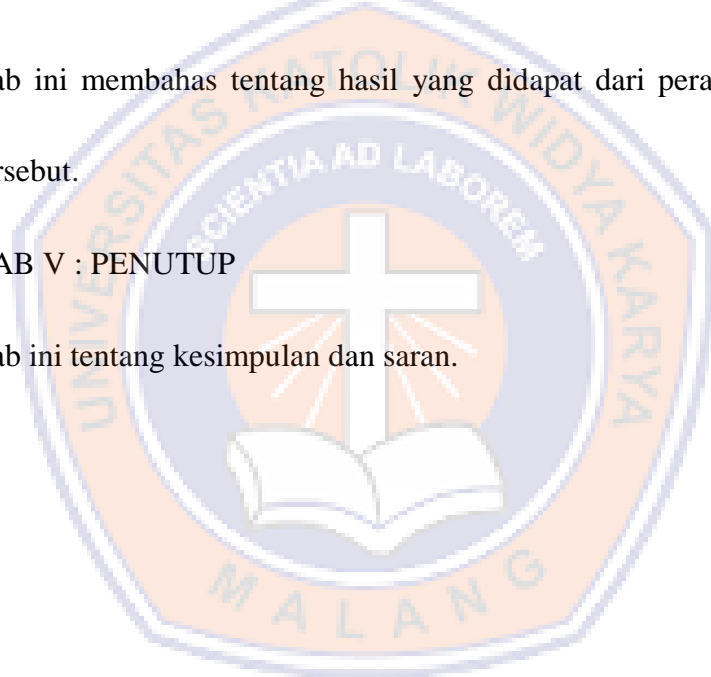 ab ini membahas tentang hasil yang didapat dari pera
rsebut.
AB V : PENUTUP
ab ini tentang kesimpulan dan saran.
UNIVERSITAS KATOLIK WIDYA KARYA
SCIENTIA AD LABOREM
MALANG